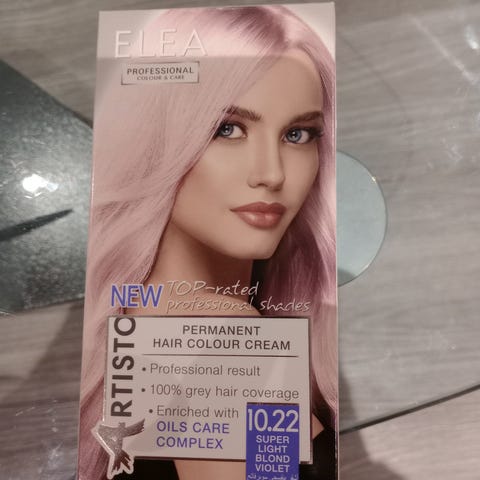 ELEA
PROFESSIONAL
COLOUR & CARE
NEW TOP-rated
professional shades
ARTISTO
PERMANENT
HAIR COLOUR CREAM
• Professional result
• 100% grey hair coverage
• Enriched with
OILS CARE
COMPLEX
10.22
SUPER
LIGHT
BLOND
VIOLET